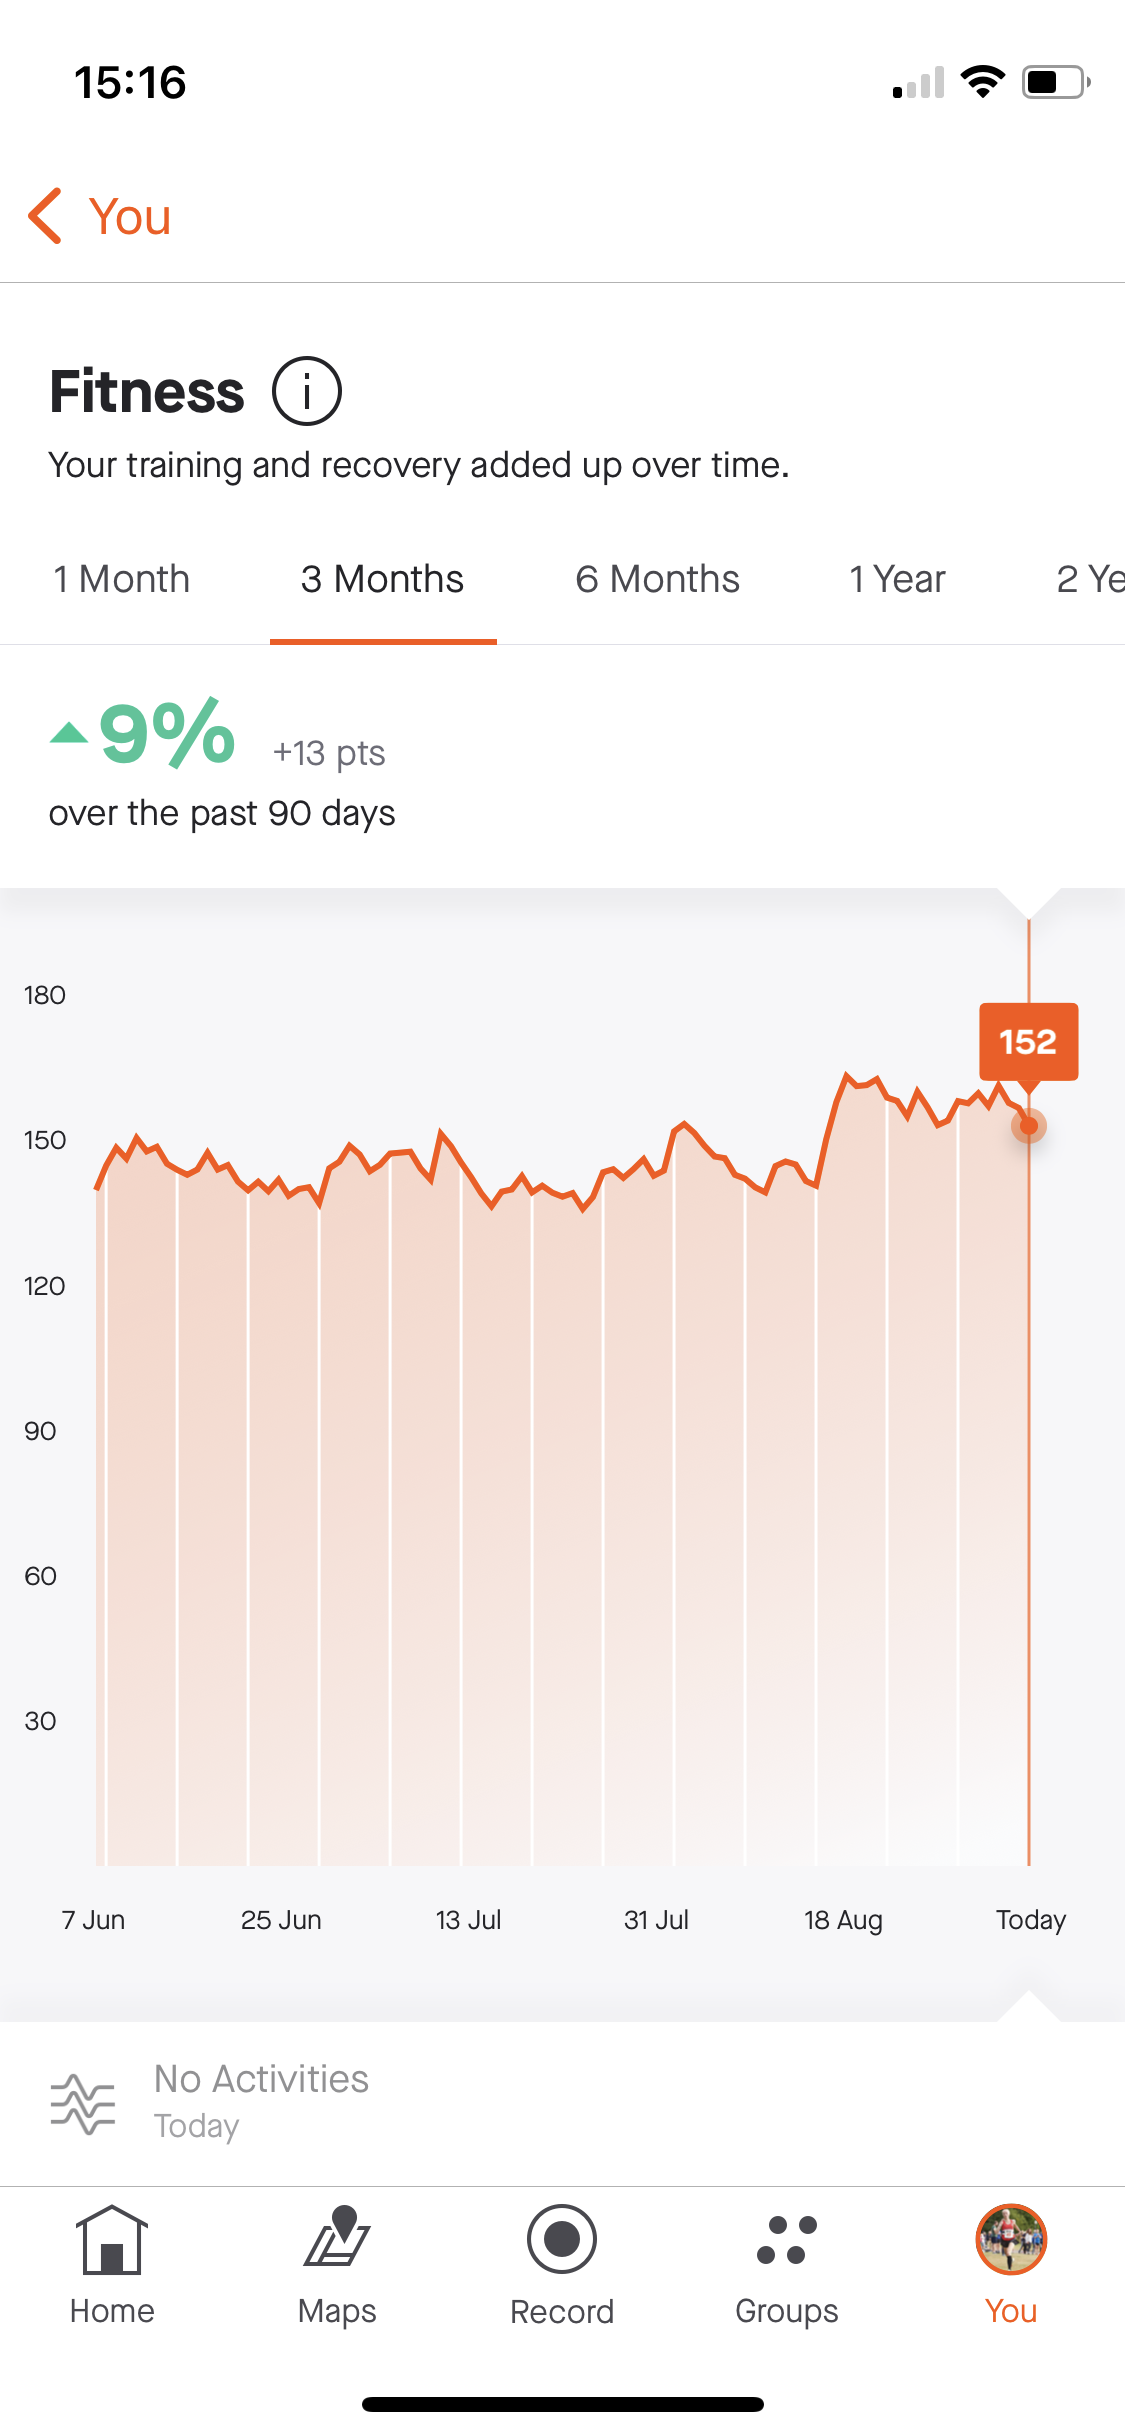 15:16
You
Fitness
Your training and recovery added up over time.
1 Month 3 Months 6 Months 1 Year 2 Ye
9% +13 pts
over the past 90 days
180
152
150
120
90
60
30
7 Jun 25 Jun 13 Jul 31 Jul 18 Aug Today
No Activities
Today
Home Maps Record Groups You